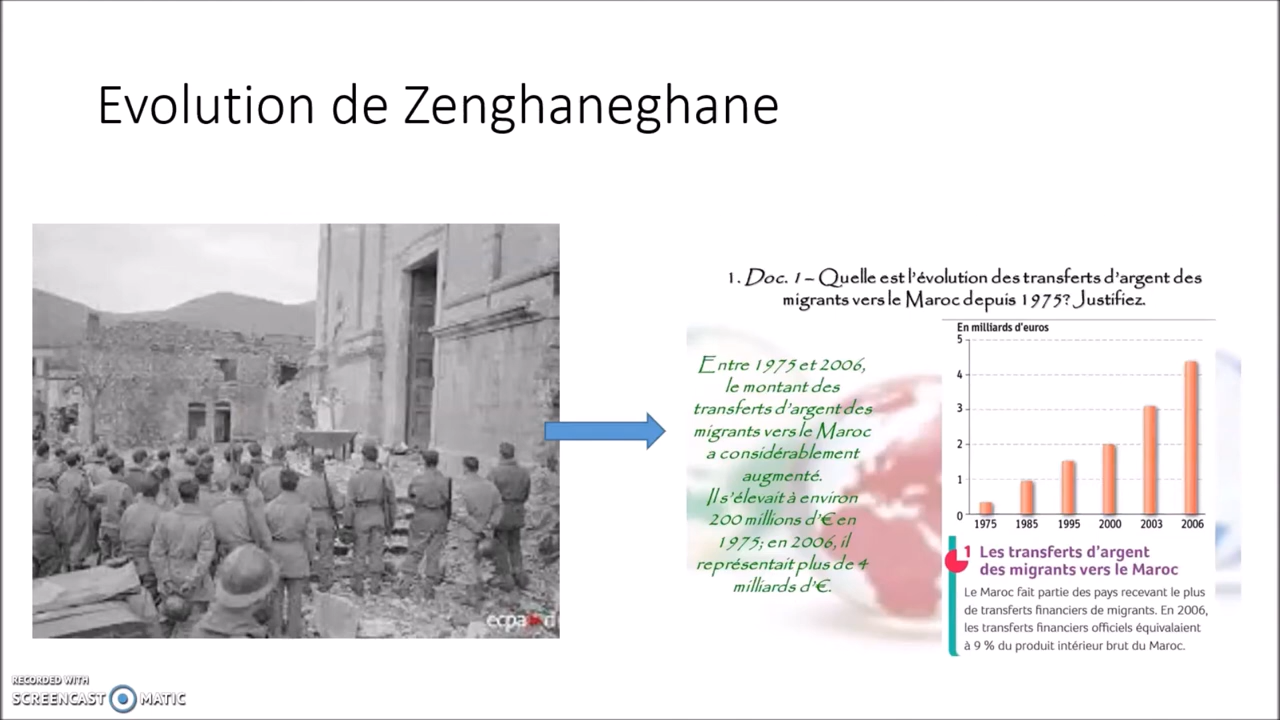 Evolution de Zenghaneghane
1. Doc. 1 – Quelle est l'évolution des transferts d'argent des
migrants vers le Maroc depuis 1975? Justifiez.
Entre 1975 et 2006,
le montant des
transferts d'argent des
migrants vers le Maroc
a considérablement
augmenté.
Il s'élevait à environ
200 millions d'€ en
1975; en 2006, il
représentait plus de 4
milliards d'€.
En milliards d'euros
5
4
3
2
1
0
1975 1985 1995 2000 2003 2006
1 Les transferts d'argent
des migrants vers le Maroc
Le Maroc fait partie des pays recevant le plus
de transferts financiers de migrants. En 2006,
les transferts financiers officiels équivalaient
à 9 % du produit intérieur brut du Maroc.
RECORDED WITH
SCREENCAST MATIC